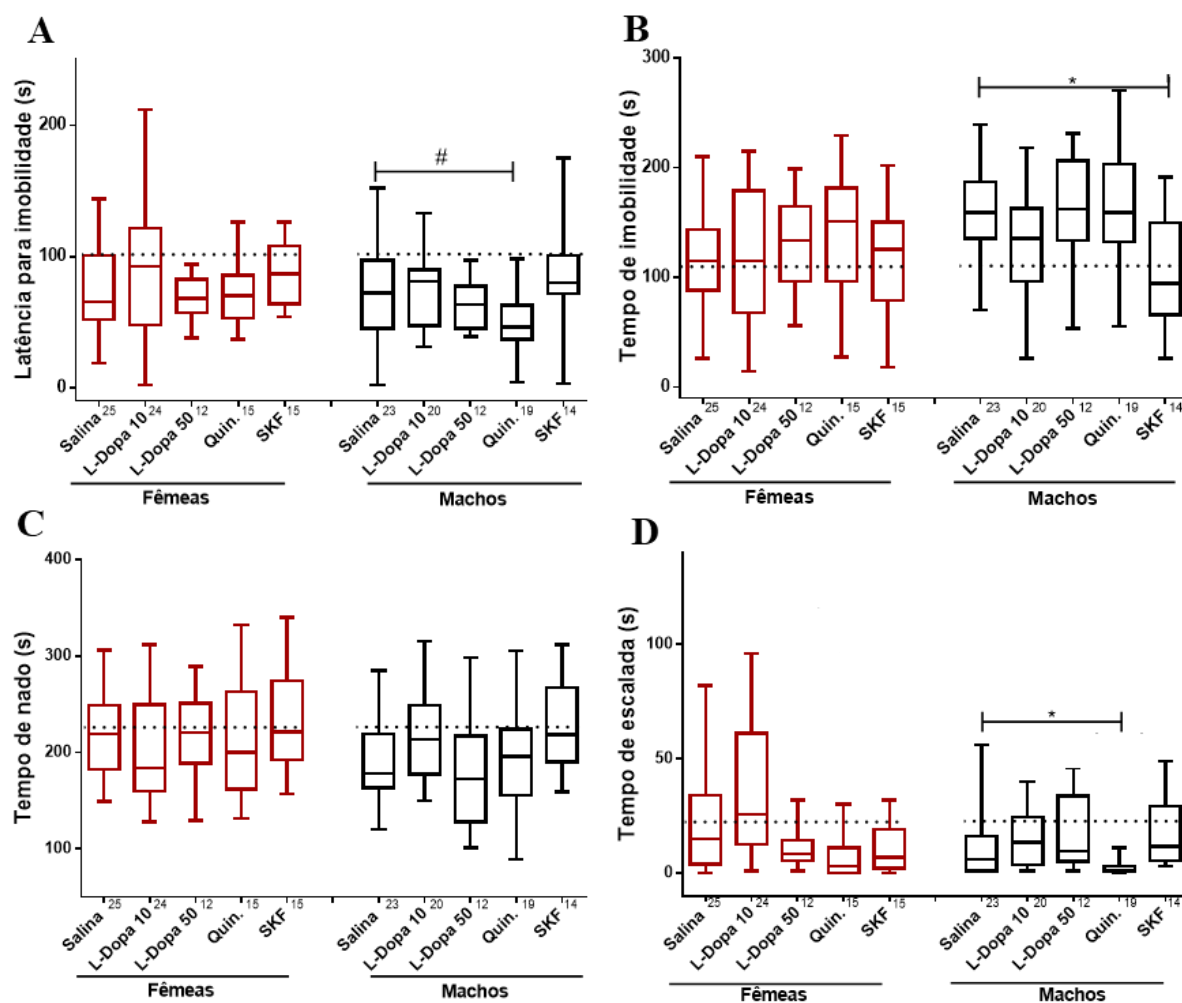 A
Latência para imobilidade (s)
200
100
0
#
Salina 25
L-Dopa 10 24
L-Dopa 50 12
Quin. 15
SKF 15
Salina 23
L-Dopa 10 20
L-Dopa 50 12
Quin. 19
SKF 14
Fêmeas
Machos
B
Tempo de imobilidade (s)
300
200
100
0
*
Salina 25
L-Dopa 10 24
L-Dopa 50 12
Quin. 15
SKF 15
Salina 23
L-Dopa 10 20
L-Dopa 50 12
Quin. 19
SKF 14
Fêmeas
Machos
C
Tempo de nado (s)
400
300
200
100
Salina 25
L-Dopa 10 24
L-Dopa 50 12
Quin. 15
SKF 15
Salina 23
L-Dopa 10 20
L-Dopa 50 12
Quin. 19
SKF 14
Fêmeas
Machos
D
Tempo de escalada (s)
100
50
0
*
Salina 25
L-Dopa 10 24
L-Dopa 50 12
Quin. 15
SKF 15
Salina 23
L-Dopa 10 20
L-Dopa 50 12
Quin. 19
SKF 14
Fêmeas
Machos